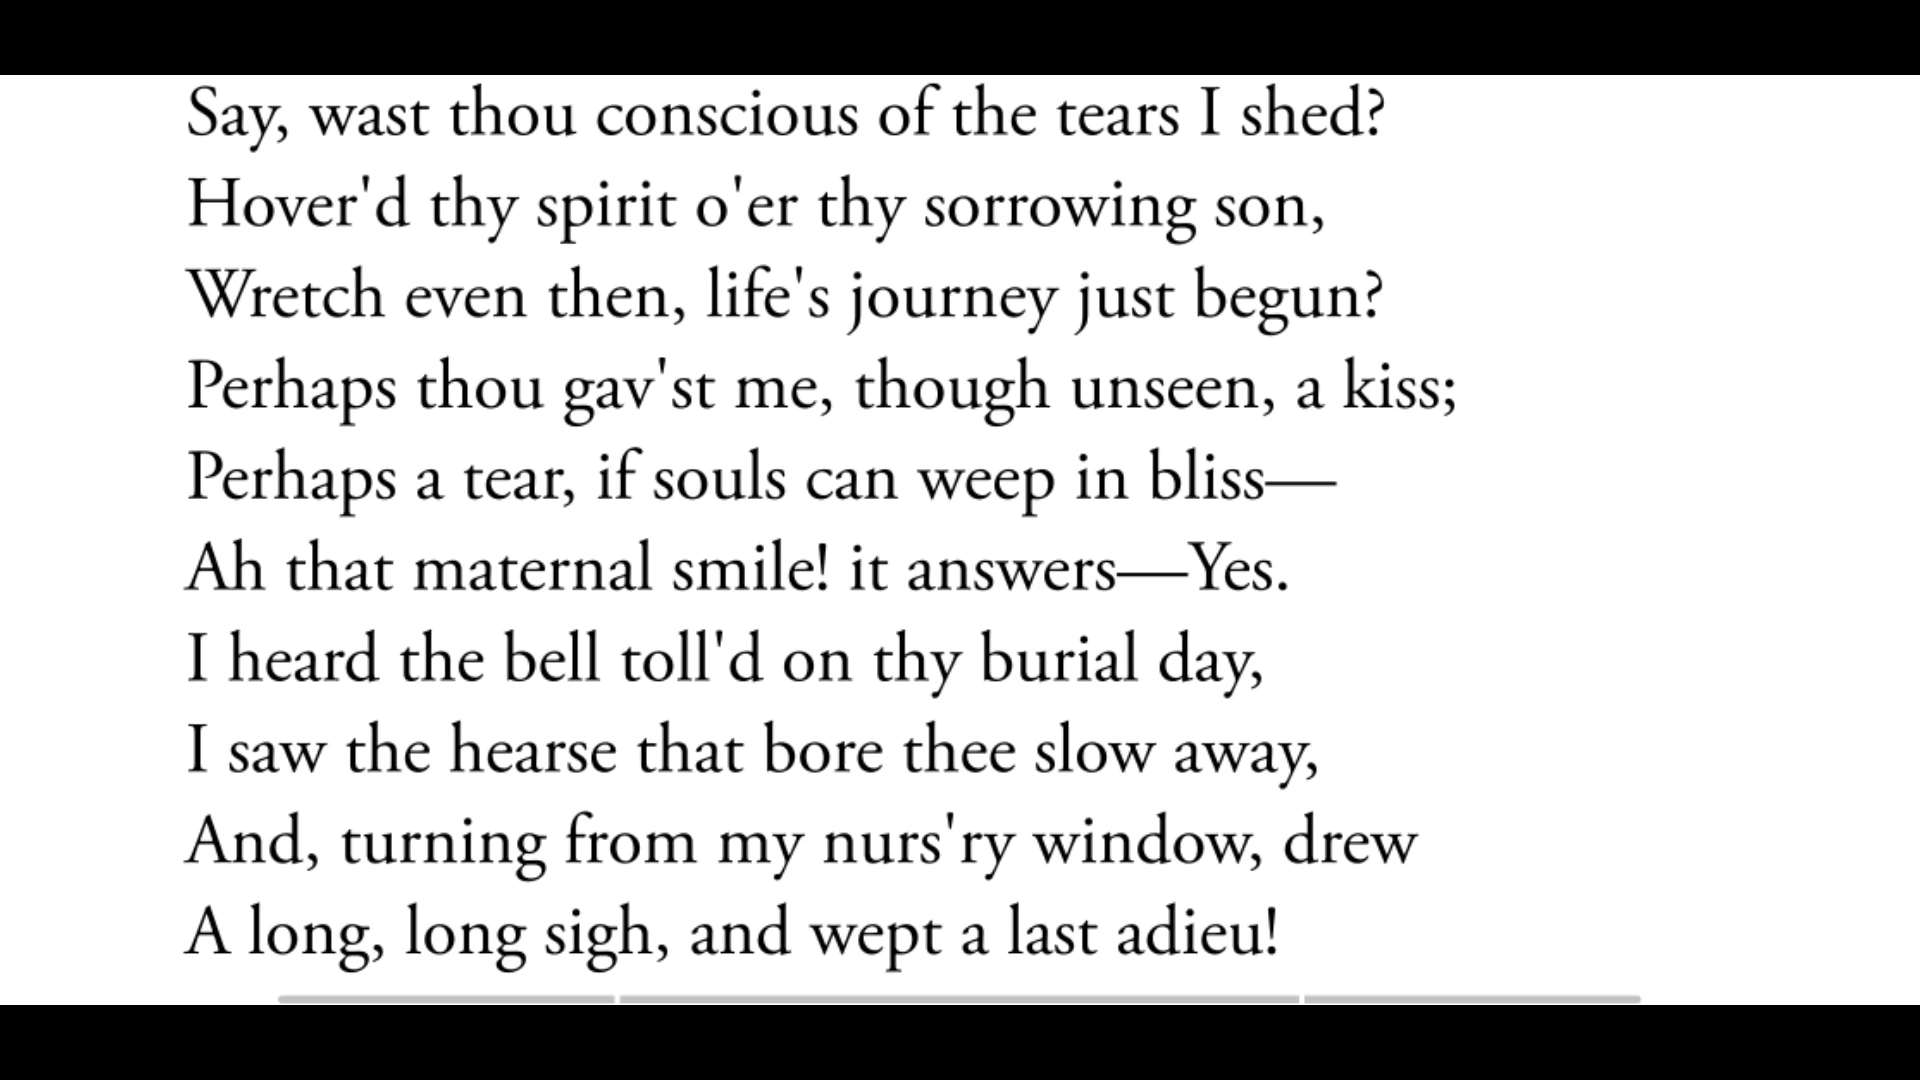 Say, wast thou conscious of the tears I shed?
Hover'd thy spirit o'er thy sorrowing son,
Wretch even then, life's journey just begun?
Perhaps thou gav'st me, though unseen, a kiss;
Perhaps a tear, if souls can weep in bliss—
Ah that maternal smile! it answers—Yes.
I heard the bell toll'd on thy burial day,
I saw the hearse that bore thee slow away,
And, turning from my nurs'ry window, drew
A long, long sigh, and wept a last adieu!